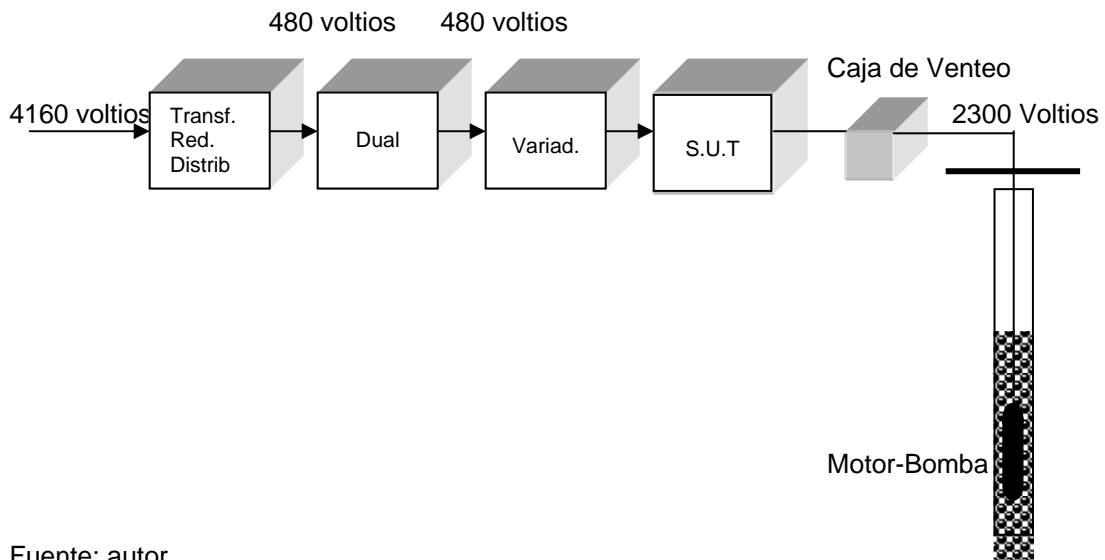 480 voltios 480 voltios
Caja de Venteo
4160 voltios
Transf.
Red.
Distrib
Dual
Variad.
S.U.T
2300 Voltios
Motor-Bomba
Fuente: autor